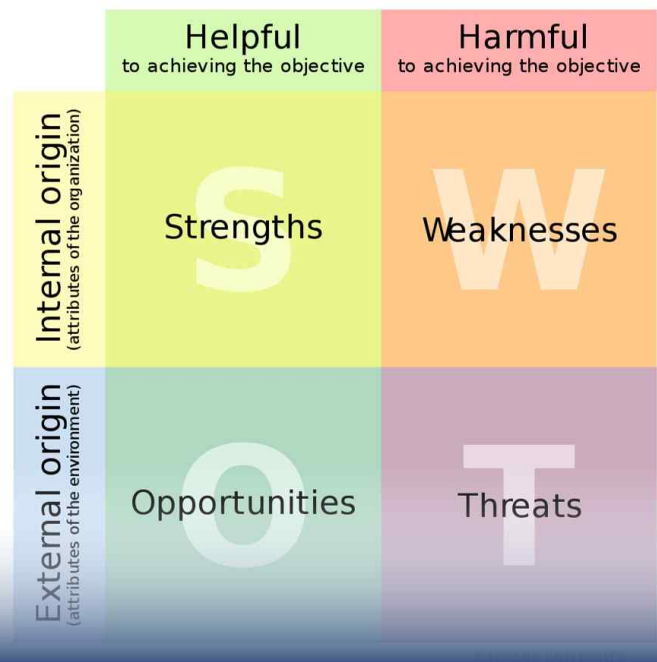 Helpful
to achieving the objective
Harmful
to achieving the objective
Internal origin
(attributes of the organization)
S
Strengths
W
Weaknesses
External origin
(attributes of the environment)
O
Opportunities
T
Threats